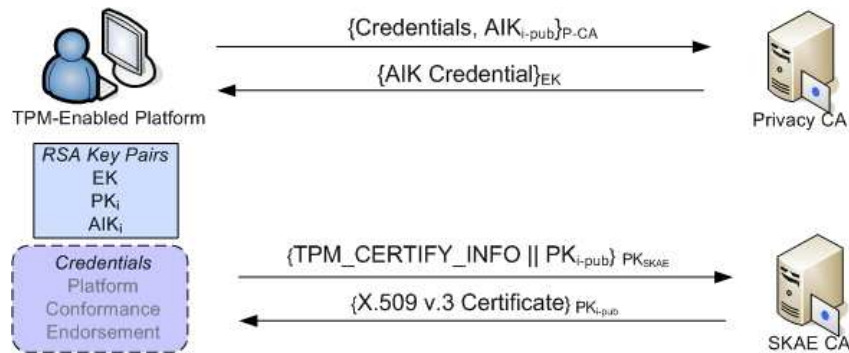 {Credentials, AIKi-pub}P-CA
{AIK Credential}EK
TPM-Enabled Platform
Privacy CA
RSA Key Pairs
EK
PKi
AIKi
{TPM_CERTIFY_INFO || PKi-pub} PKSKAE
Credentials
Platform
Conformance
Endorsement
{X.509 v.3 Certificate} PKi-pub
SKAE CA